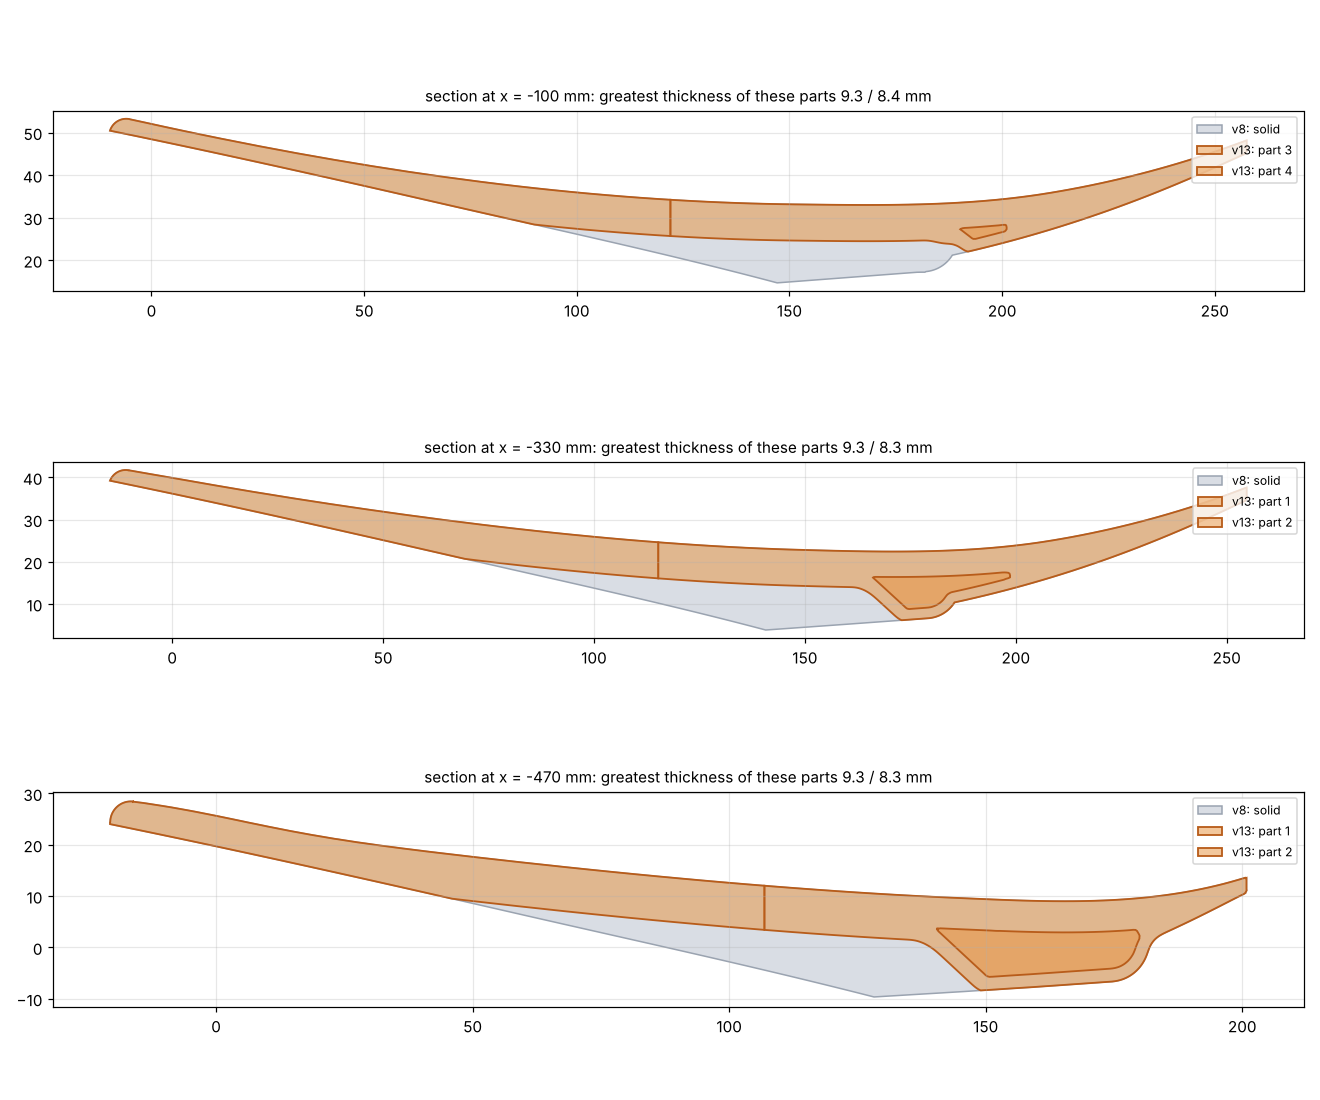 section at x = -100 mm: greatest thickness of these parts 9.3 / 8.4 mm
v8: solid
v13: part 3
v13: part 4
50
40
30
20
0
50
100
150
200
250
section at x = -330 mm: greatest thickness of these parts 9.3 / 8.3 mm
v8: solid
v13: part 1
v13: part 2
40
30
20
10
0
50
100
150
200
250
section at x = -470 mm: greatest thickness of these parts 9.3 / 8.3 mm
v8: solid
v13: part 1
v13: part 2
30
20
10
0
−10
0
50
100
150
200